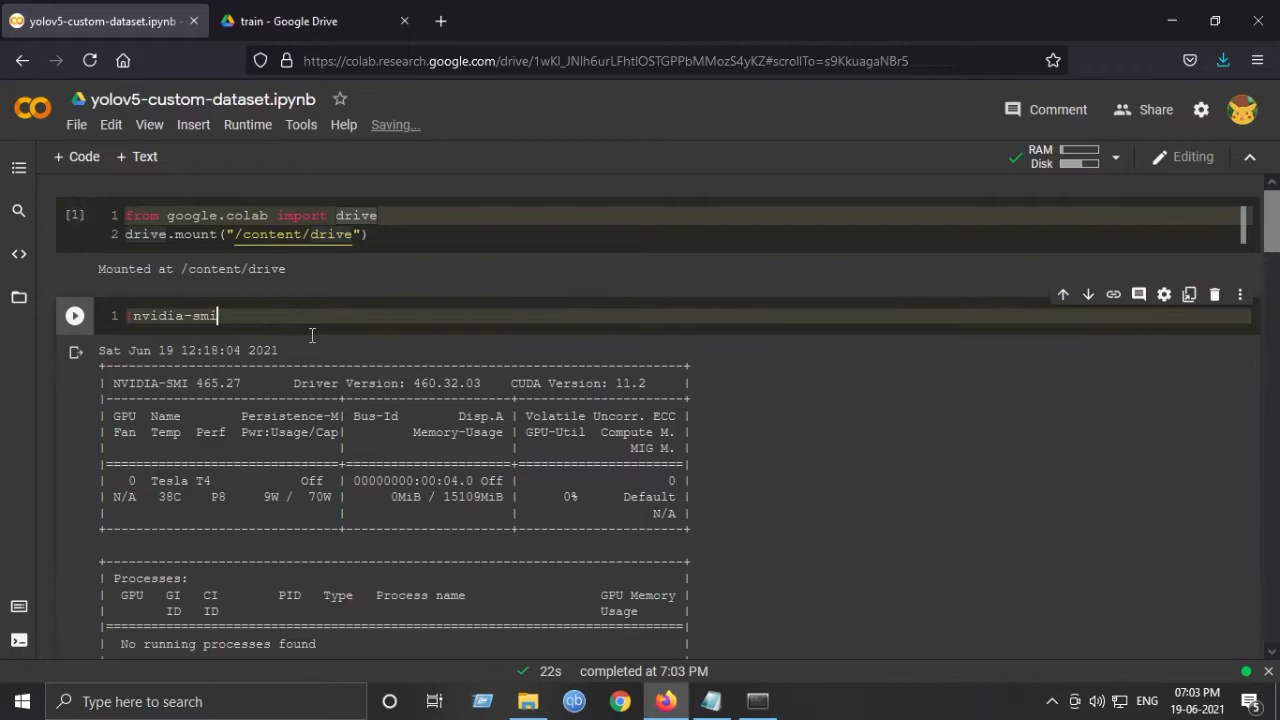 yolov5-custom-dataset.ipynb
train - Google Drive
https://colab.research.google.com/drive/1wKl_JNlh6urLFhtIOSTGPPbMMozS4yKZ#scrollTo=s9KkuagaNBr5
yolov5-custom-dataset.ipynb
Comment
Share
File Edit View Insert Runtime Tools Help Saving...
+ Code + Text
RAM
Disk
Editing
[1]
1 from google.colab import drive
2 drive.mount("/content/drive")
Mounted at /content/drive
1 !nvidia-smi
Sat Jun 19 12:18:04 2021
+-----------------------------------------------------------------------------+
| NVIDIA-SMI 465.27       Driver Version: 460.32.03    CUDA Version: 11.2     |
|-------------------------------+----------------------+----------------------+
| GPU  Name        Persistence-M| Bus-Id        Disp.A | Volatile Uncorr. ECC |
| Fan  Temp  Perf  Pwr:Usage/Cap|         Memory-Usage | GPU-Util  Compute M. |
|                               |                      |               MIG M. |
|===============================+======================+======================|
|   0  Tesla T4            Off  | 00000000:00:04.0 Off |                    0 |
| N/A   38C    P8     9W /  70W |      0MiB / 15109MiB |      0%      Default |
|                               |                      |                  N/A |
+-------------------------------+----------------------+----------------------+
+-----------------------------------------------------------------------------+
| Processes:                                                                  |
|  GPU   GI   CI        PID   Type   Process name                  GPU Memory |
|        ID   ID                                                   Usage      |
|=============================================================================|
|  No running processes found                                                 |
22s completed at 7:03 PM
Type here to search
qb
ENG
07:03 PM
19-06-2021
5